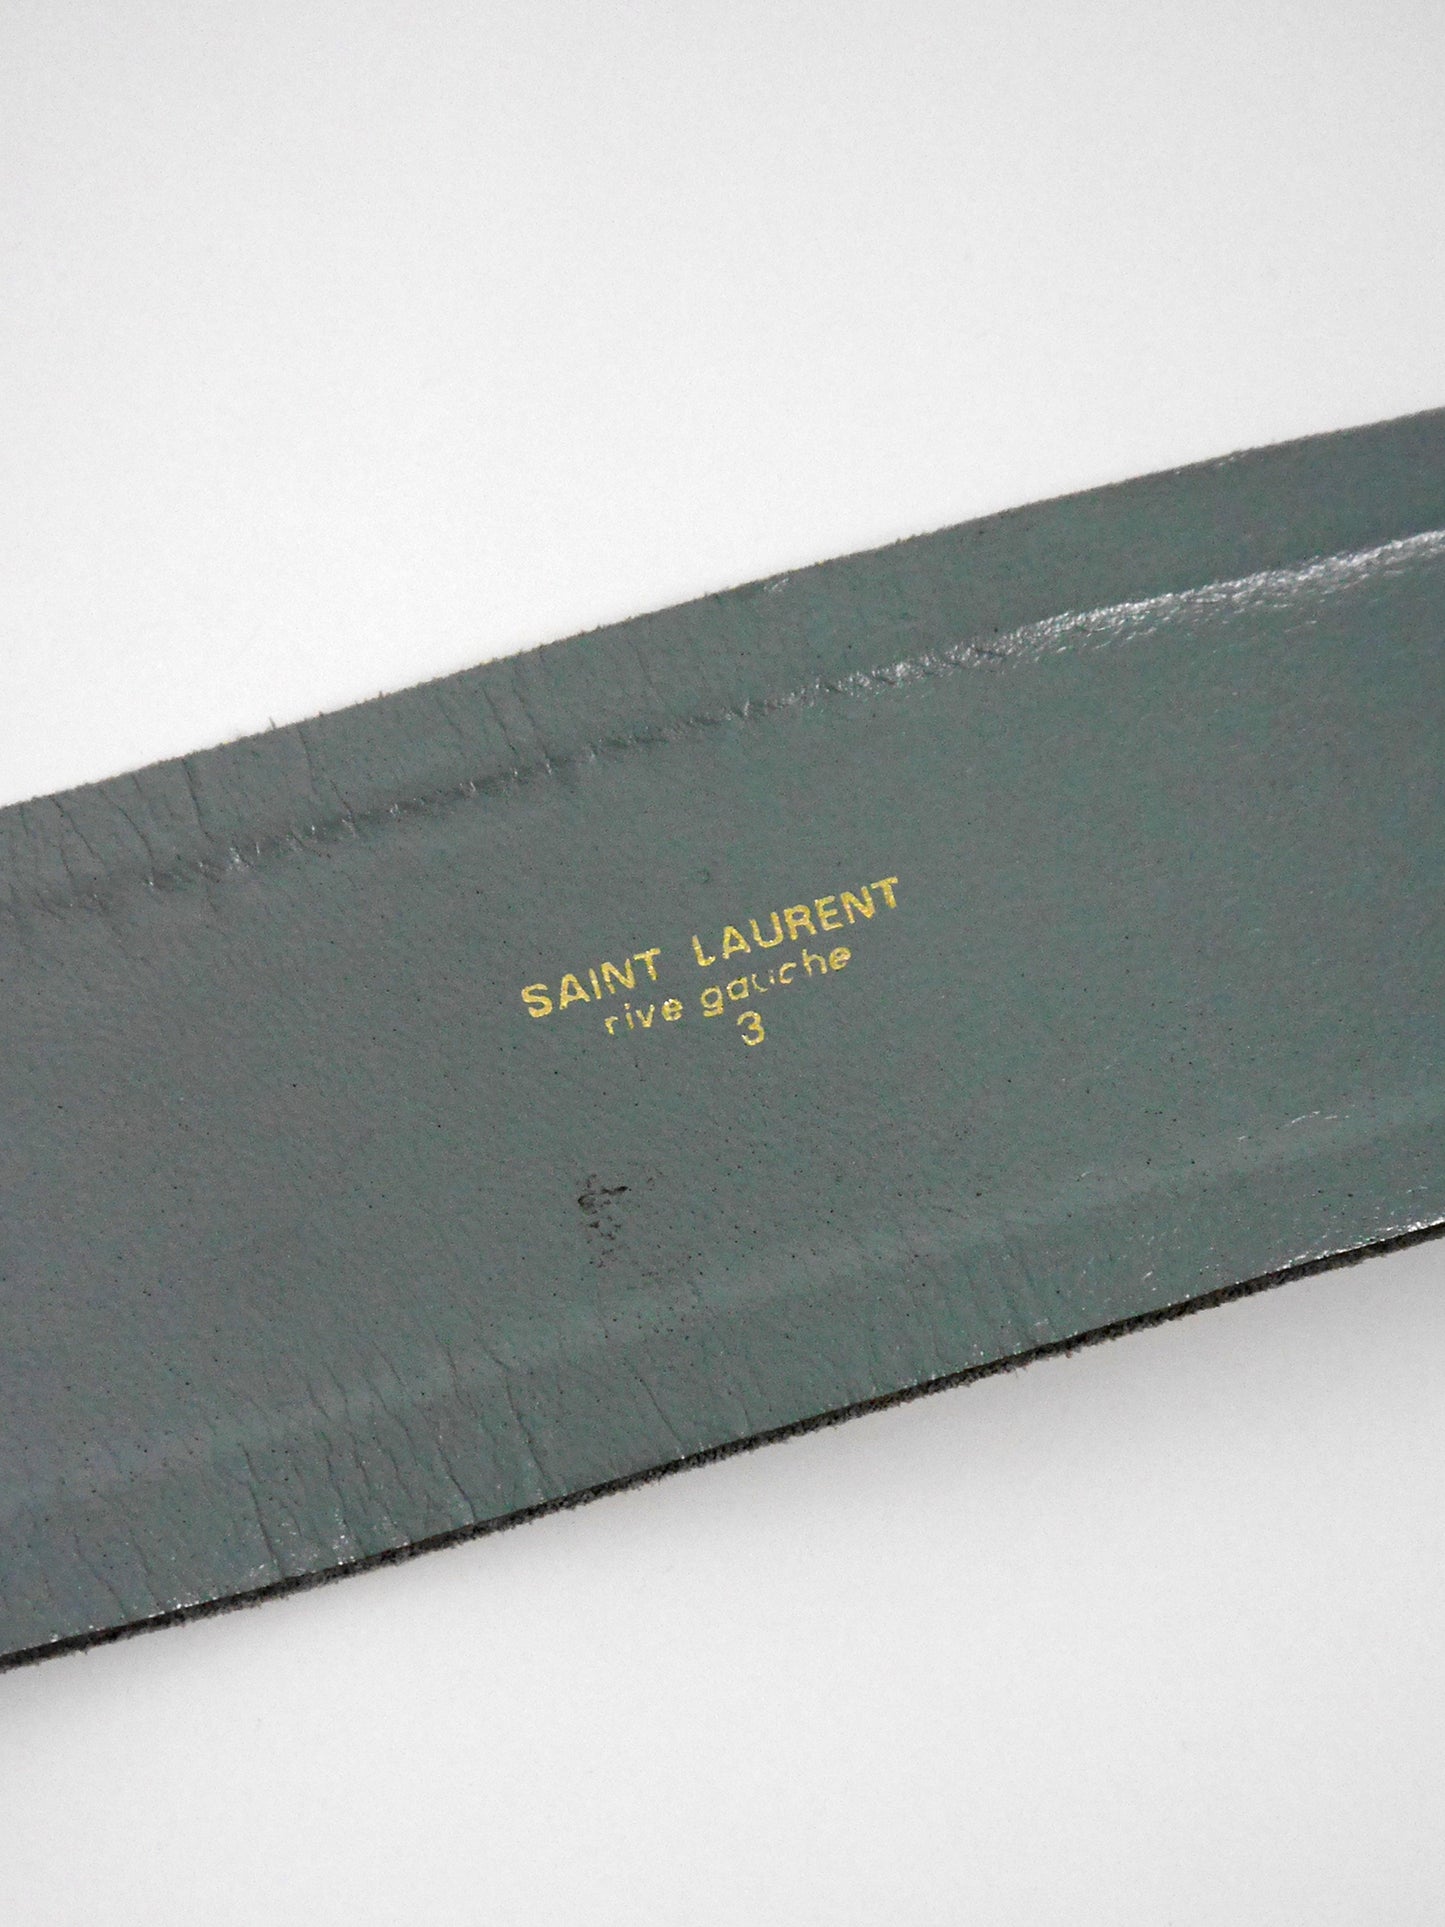 SAINT LAURENT
rive gauche
3